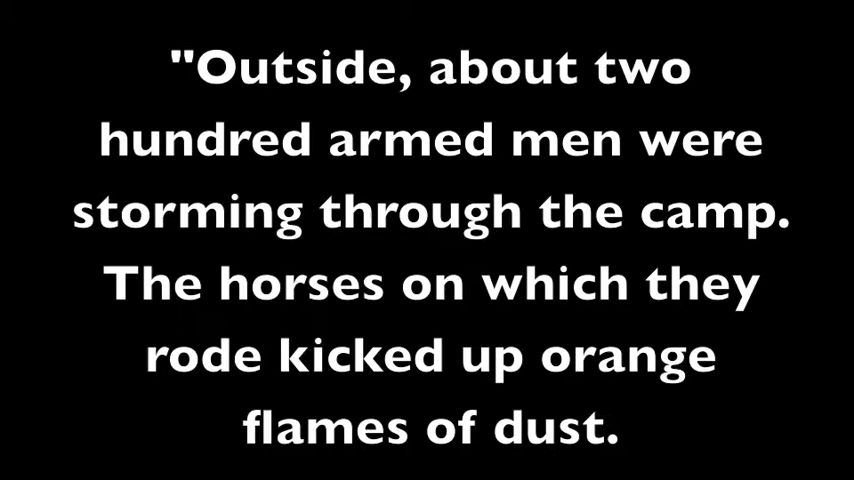 "Outside, about two
hundred armed men were
storming through the camp.
The horses on which they
rode kicked up orange
flames of dust.